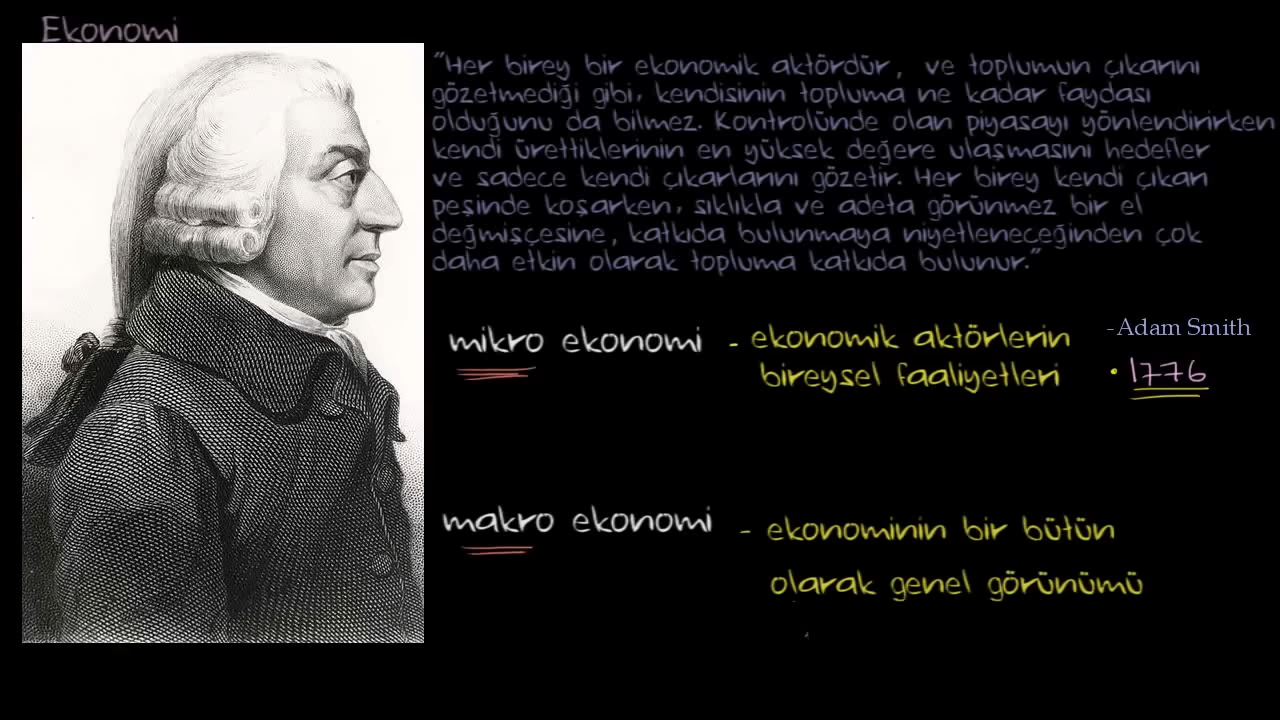 Ekonomi
"Her birey bir ekonomik aktördür, ve toplumun çıkarını
gözetmediği gibi, kendisinin topluma ne kadar faydası
olduğunu da bilmez. Kontrolünde olan piyasayı yönlendirirken
kendi ürettiklerinin en yüksek değere ulaşmasını hedefler
ve sadece kendi çıkarlarını gözetir. Her birey kendi çıkarı
peşinde koşarken, sıklıkla ve adeta görünmez bir el
değmişçesine, katkıda bulunmaya niyetleneceğinden çok
daha etkin olarak topluma katkıda bulunur."
-Adam Smith
• 1776
mikro ekonomi - ekonomik aktörlerin
bireysel faaliyetleri
makro ekonomi - ekonominin bir bütün
olarak genel görünümü